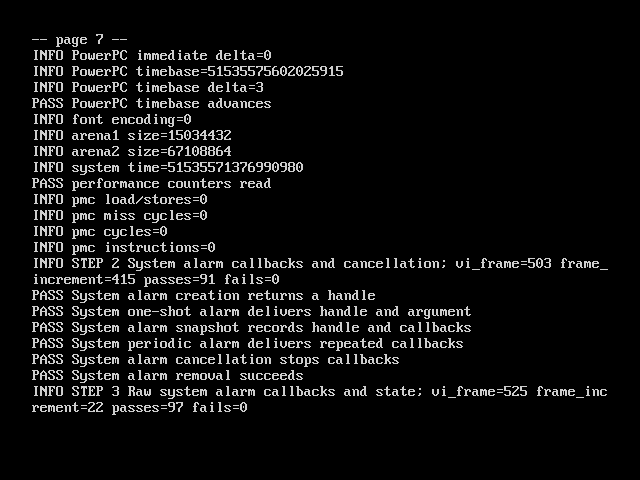 -- page 7 --
INFO PowerPC immediate delta=0
INFO PowerPC timebase=51535575602025915
INFO PowerPC timebase delta=3
PASS PowerPC timebase advances
INFO font encoding=0
INFO arena1 size=15034432
INFO arena2 size=67108864
INFO system time=51535571376990980
PASS performance counters read
INFO pmc load/stores=0
INFO pmc miss cycles=0
INFO pmc cycles=0
INFO pmc instructions=0
INFO STEP 2 System alarm callbacks and cancellation; vi_frame=503 frame_
increment=415 passes=91 fails=0
PASS System alarm creation returns a handle
PASS System one-shot alarm delivers handle and argument
PASS System alarm snapshot records handle and callbacks
PASS System periodic alarm delivers repeated callbacks
PASS System alarm cancellation stops callbacks
PASS System alarm removal succeeds
INFO STEP 3 Raw system alarm callbacks and state; vi_frame=525 frame_inc
rement=22 passes=97 fails=0